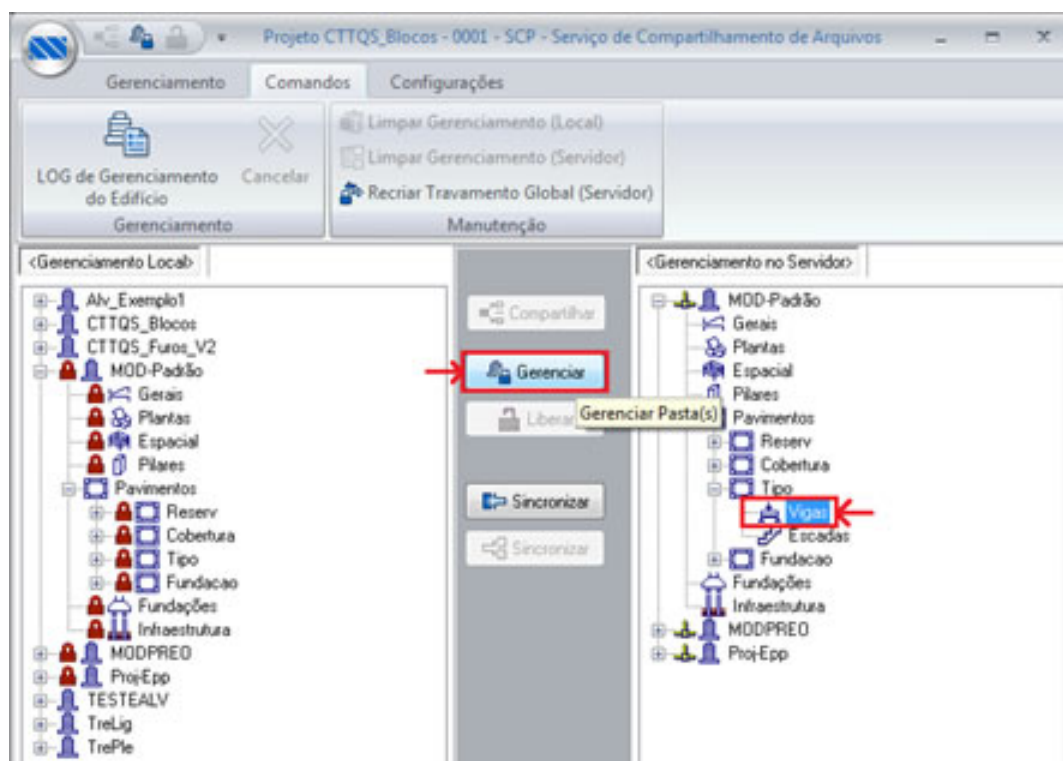 Projeto CTTQS_Blocos - 0001 - SCP - Serviço de Compartilhamento de Arquivos
Gerenciamento Comandos Configurações
LOG de Gerenciamento do Edifício
Cancelar
Gerenciamento
Limpar Gerenciamento (Local)
Limpar Gerenciamento (Servidor)
Recriar Travamento Global (Servidor)
Manutenção
<Gerenciamento Local>
Alv_Exemplo1
CTTQS_Blocos
CTTQS_Furos_V2
MOD-Padrão
Gerais
Plantas
Espacial
Pilares
Pavimentos
Reserv
Cobertura
Tipo
Fundacao
Fundações
Infraestrutura
MODPREO
Proj-Epp
TESTEALV
TreLig
TrePle
Compartilhar
Gerenciar
Gerenciar Pasta(s)
Liberar
Sincronizar
Sincronizar
<Gerenciamento no Servidor>
MOD-Padrão
Gerais
Plantas
Espacial
Pilares
Pavimentos
Reserv
Cobertura
Tipo
Vigas
Escadas
Fundacao
Fundações
Infraestrutura
MODPREO
Proj-Epp